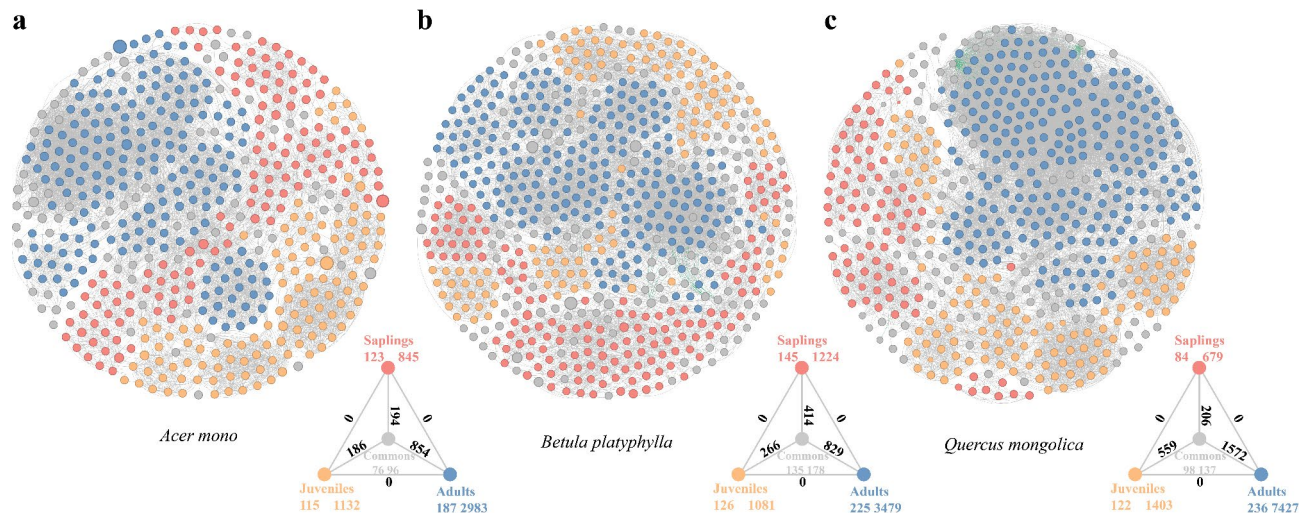 a
b
c
Saplings
123 845
0
194
0
186
854
Commons
76 96
0
Juveniles
115 1132
Adults
187 2983
Acer mono
Saplings
145 1224
0
414
0
266
829
Commons
135 178
0
Juveniles
126 1081
Adults
225 3479
Betula platyphylla
Saplings
84 679
0
206
0
559
1572
Commons
98 137
0
Juveniles
122 1403
Adults
236 7427
Quercus mongolica